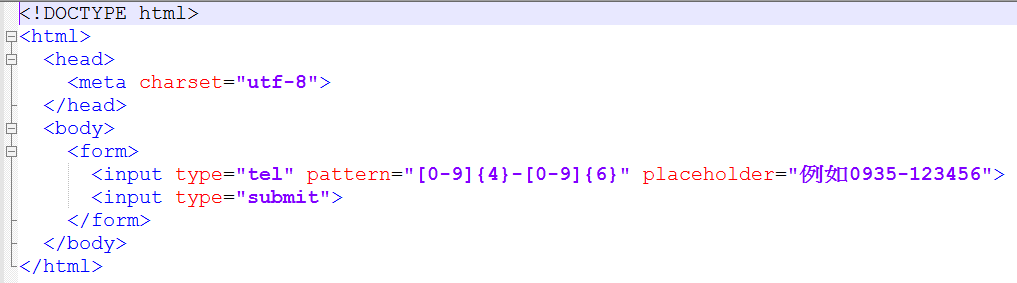 <!DOCTYPE html>
<html>
<head>
<meta charset="utf-8">
</head>
<body>
<form>
<input type="tel" pattern="[0-9]{4}-[0-9]{6}" placeholder="例如0935-123456">
<input type="submit">
</form>
</body>
</html>